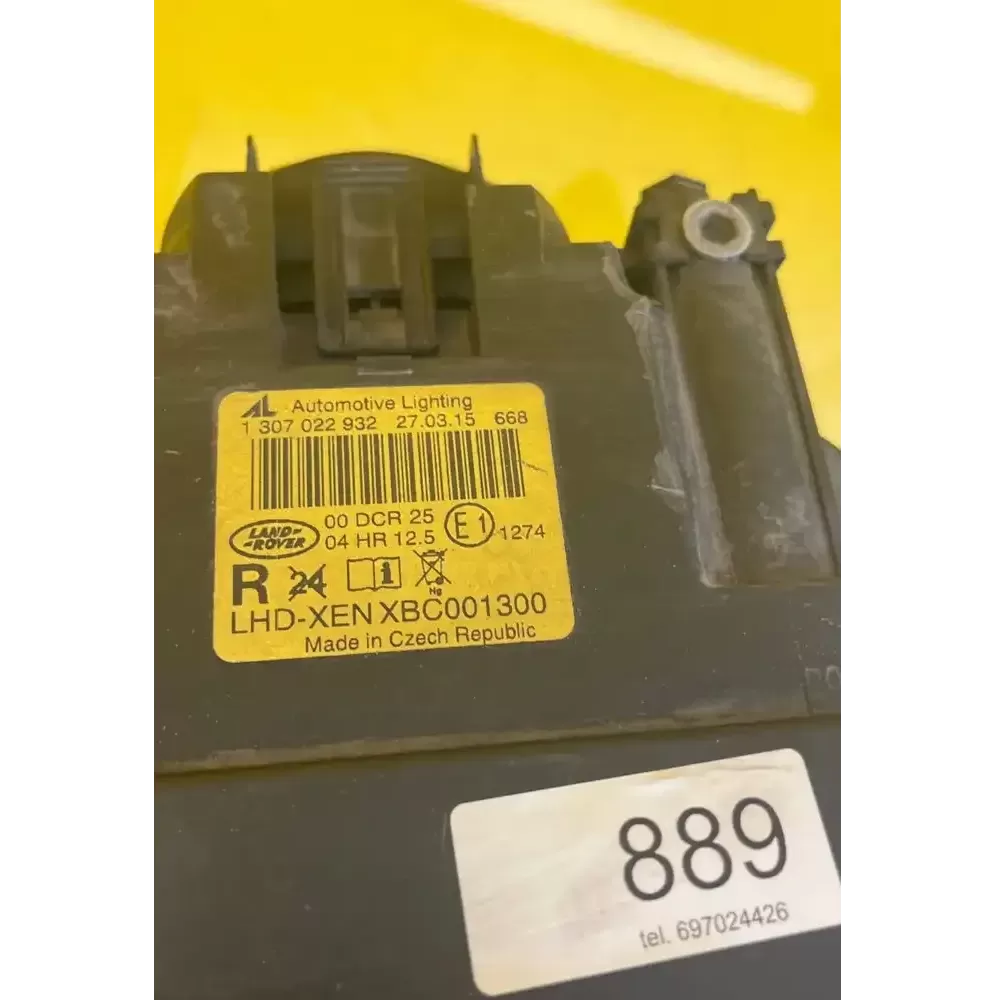 AL Automotive Lighting
1 307 022 932 27.03.15 668
LAND-
-ROVER
00 DCR 25
04 HR 12.5
E1
1274
R 24
Hg
LHD-XEN XBC001300
Made in Czech Republic
889
tel. 697024426